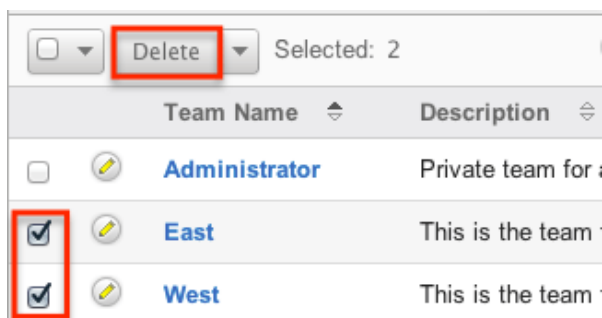 Delete Selected: 2
Team Name Description
Administrator Private team for
East This is the team
West This is the team